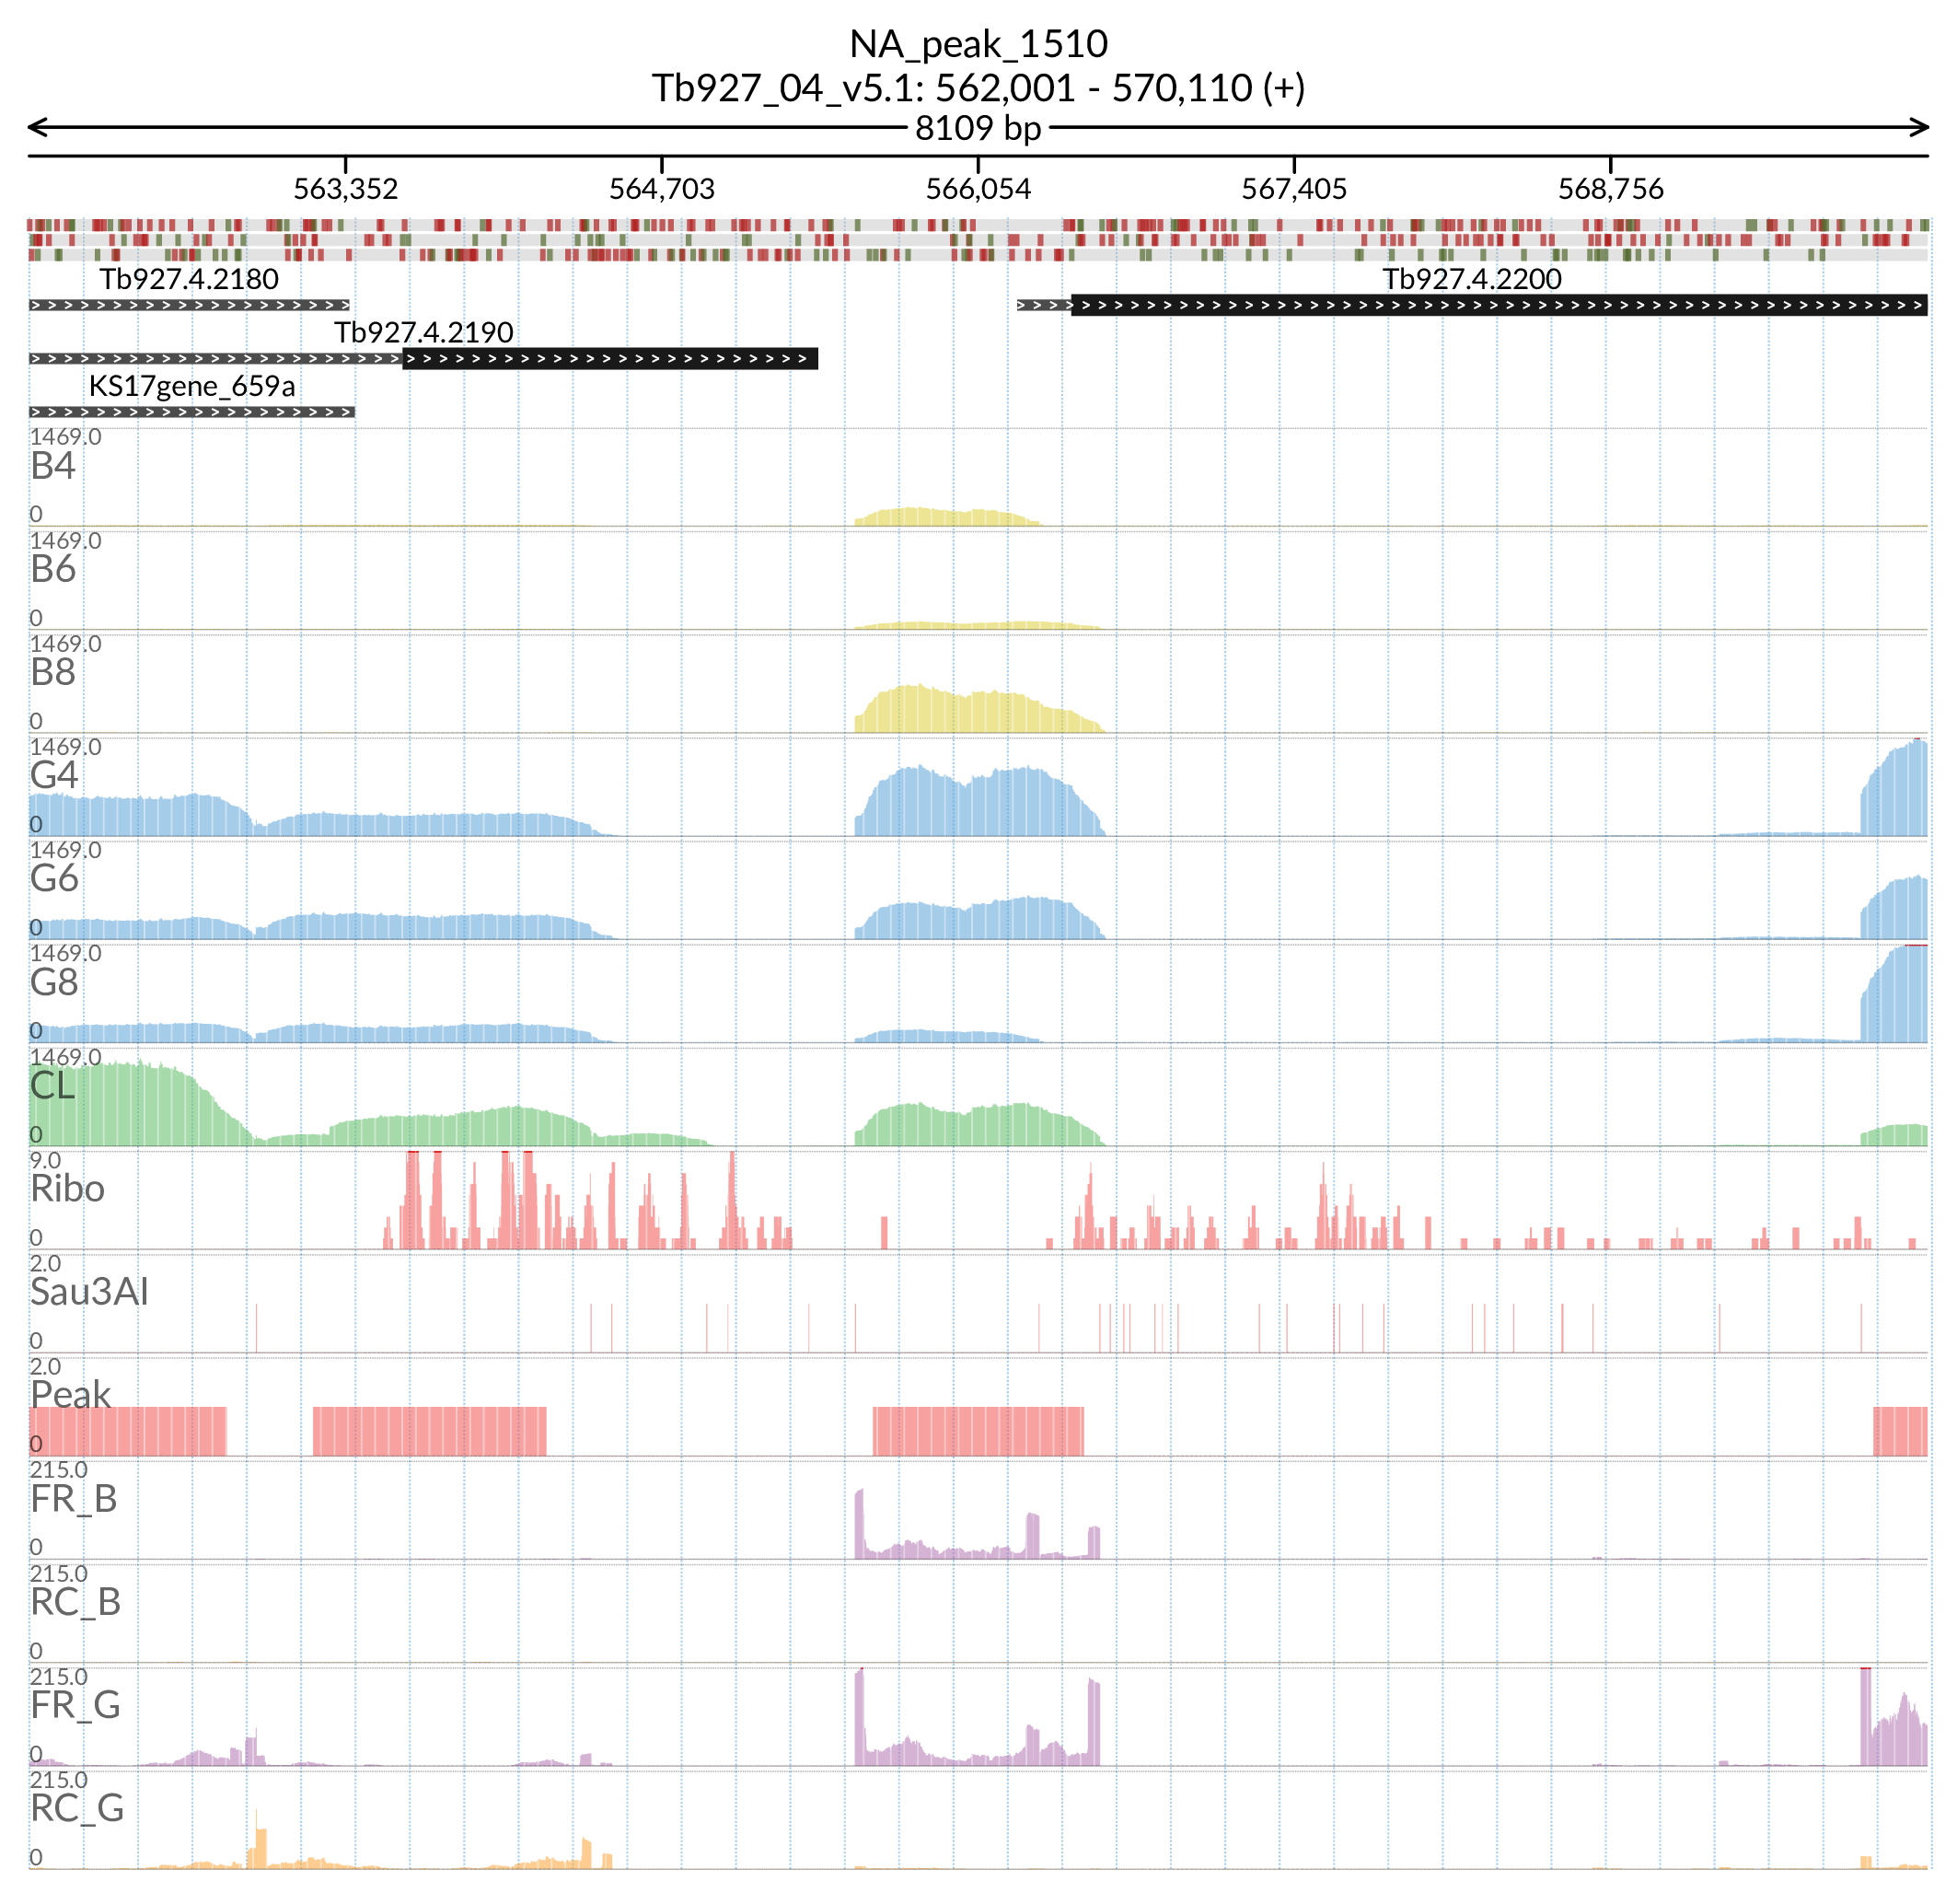 NA_peak_1510
Tb927_04_v5.1: 562,001 - 570,110 (+)
8109 bp
563,352 564,703 566,054 567,405 568,756
Tb927.4.2180 Tb927.4.2200
Tb927.4.2190
KS17gene_659a
1469.0
B4
0
1469.0
B6
0
1469.0
B8
0
1469.0
G4
0
1469.0
G6
0
1469.0
G8
0
1469.0
CL
0
9.0
Ribo
0
2.0
Sau3AI
0
2.0
Peak
0
215.0
FR_B
0
215.0
RC_B
0
215.0
FR_G
0
215.0
RC_G
0